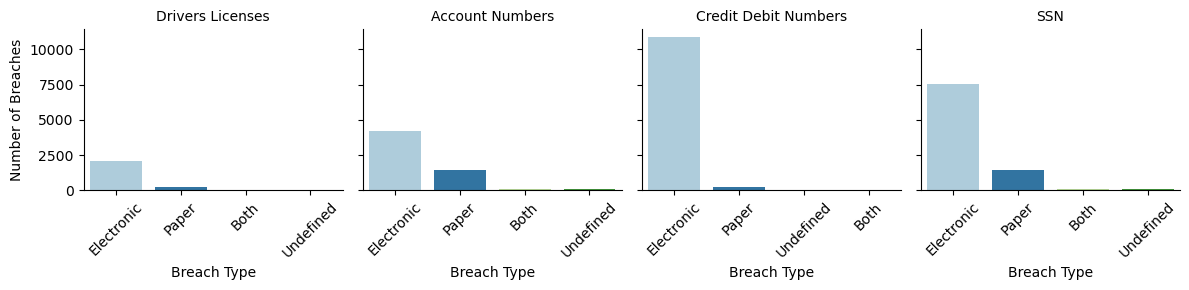 Drivers Licenses
Account Numbers
Credit Debit Numbers
SSN
Number of Breaches
10000
7500
5000
2500
0
Electronic
Paper
Both
Undefined
Electronic
Paper
Both
Undefined
Electronic
Paper
Undefined
Both
Electronic
Paper
Both
Undefined
Breach Type
Breach Type
Breach Type
Breach Type